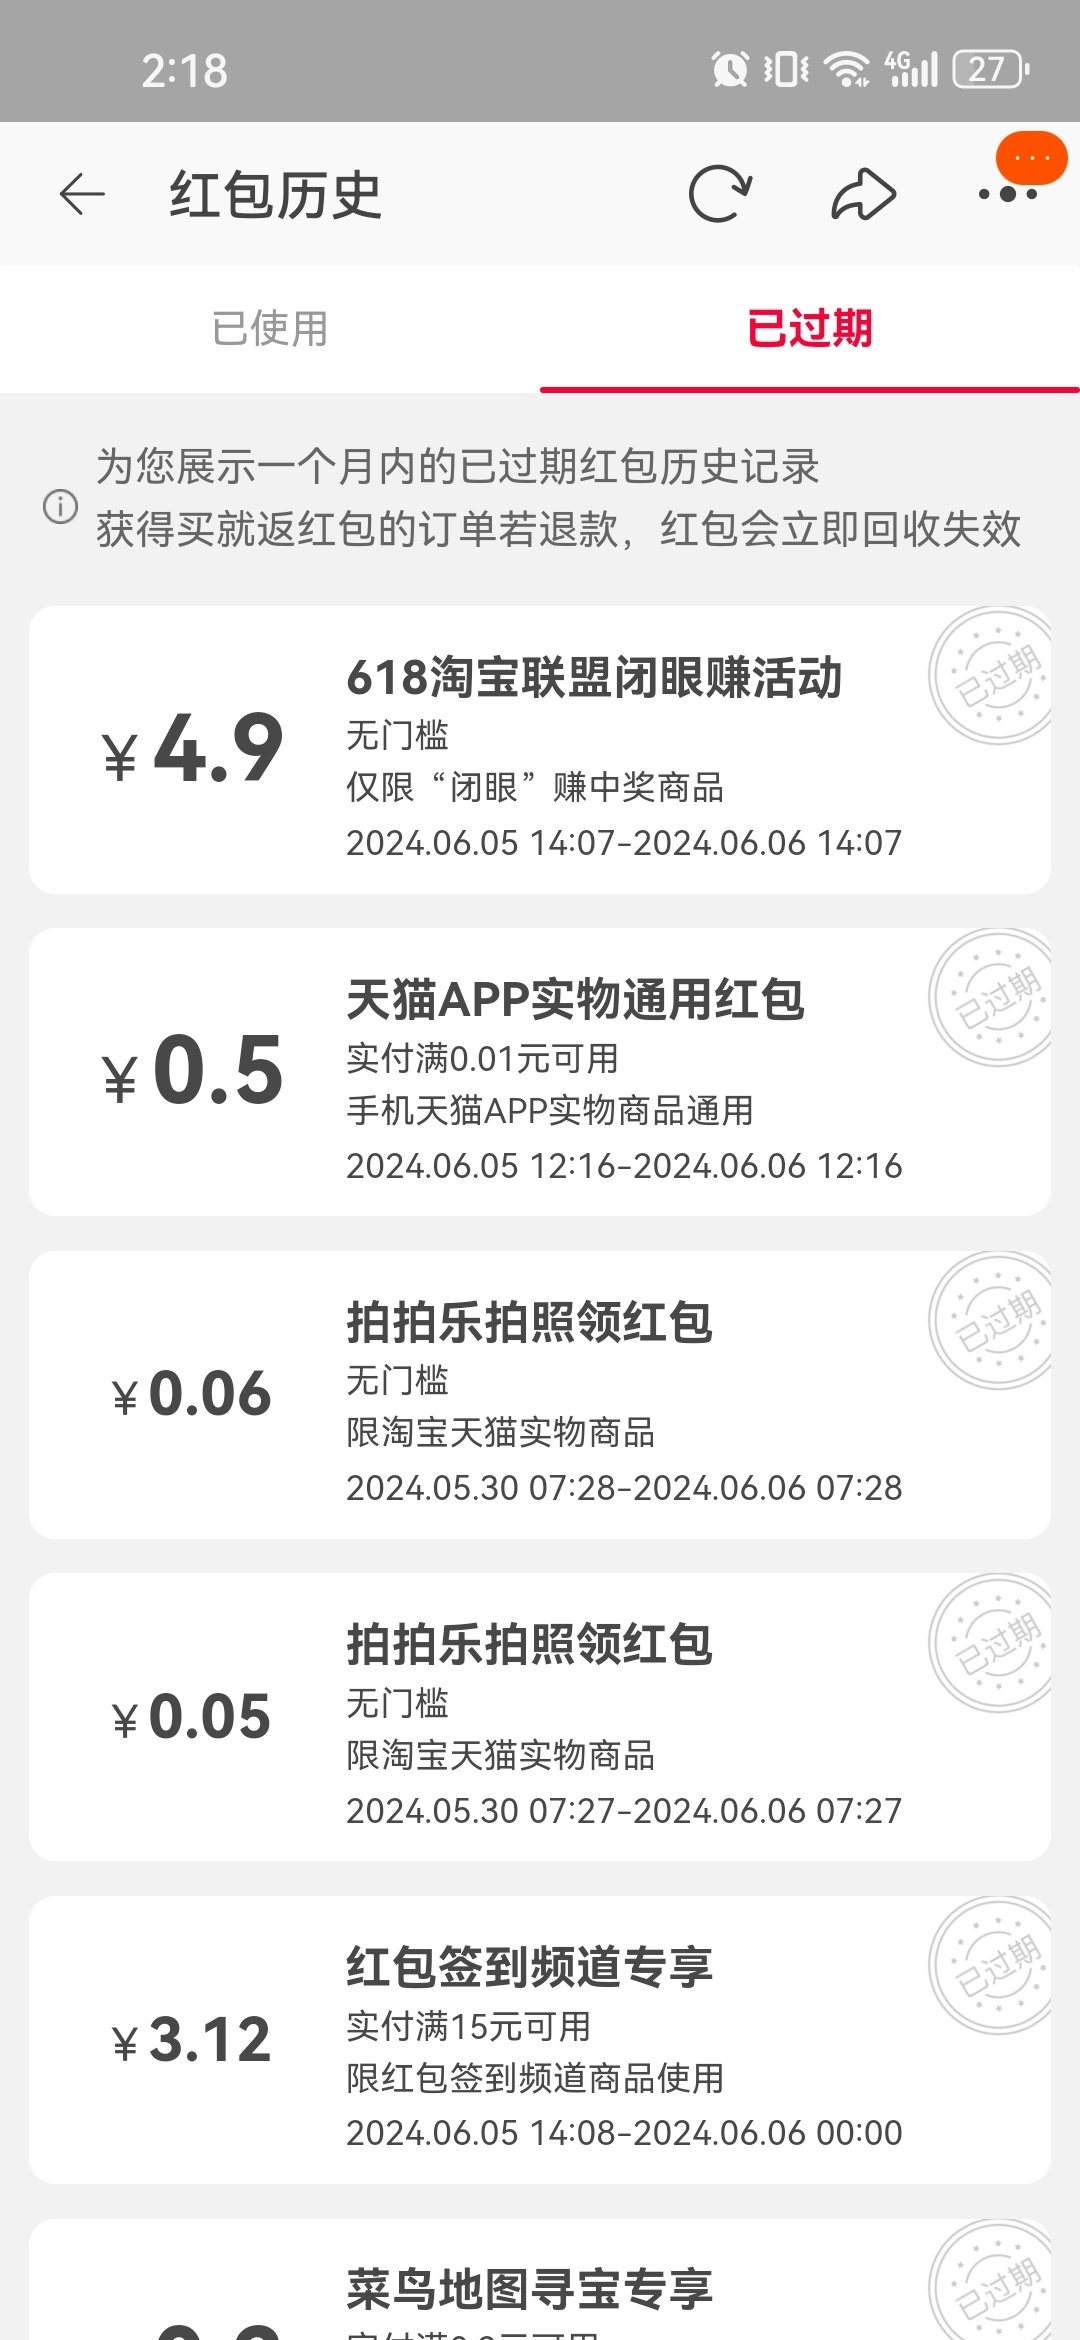 2:18
4G
27
红包历史
已使用
已过期
为您展示一个月内的已过期红包历史记录
获得买就返红包的订单若退款，红包会立即回收失效
618淘宝联盟闭眼赚活动
已过期
¥4.9
无门槛
仅限“闭眼”赚中奖商品
2024.06.05 14:07-2024.06.06 14:07
天猫APP实物通用红包
已过期
¥0.5
实付满0.01元可用
手机天猫APP实物商品通用
2024.06.05 12:16-2024.06.06 12:16
拍拍乐拍照领红包
已过期
¥0.06
无门槛
限淘宝天猫实物商品
2024.05.30 07:28-2024.06.06 07:28
拍拍乐拍照领红包
已过期
¥0.05
无门槛
限淘宝天猫实物商品
2024.05.30 07:27-2024.06.06 07:27
红包签到频道专享
已过期
¥3.12
实付满15元可用
限红包签到频道商品使用
2024.06.05 14:08-2024.06.06 00:00
菜鸟地图寻宝专享
已过期